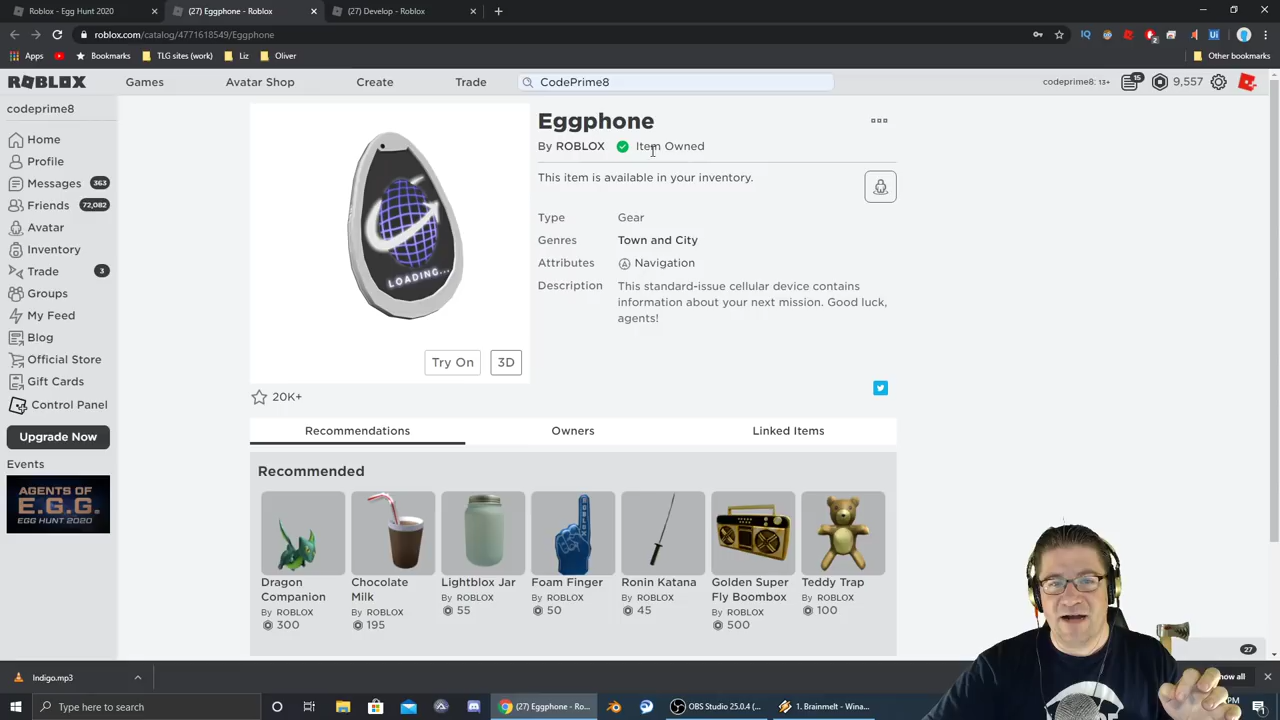 Roblox - Egg Hunt 2020
(27) Eggphone - Roblox
(27) Develop - Roblox
roblox.com/catalog/4771618549/Eggphone
Apps
Bookmarks
TLG sites (work)
Liz
Oliver
Other bookmarks
ROBLOX
Games
Avatar Shop
Create
Trade
CodePrime8
codeprime8: 13+
15
9,557
codeprime8
Home
Profile
Messages 363
Friends 72,082
Avatar
Inventory
Trade 3
Groups
My Feed
Blog
Official Store
Gift Cards
Control Panel
Upgrade Now
Events
AGENTS OF
E.G.G.
EGG HUNT 2020
LOADING...
Try On
3D
20K+
Eggphone
By ROBLOX Item Owned
This item is available in your inventory.
Type Gear
Genres Town and City
Attributes Navigation
Description This standard-issue cellular device contains
information about your next mission. Good luck,
agents!
Recommendations
Owners
Linked Items
Recommended
ROBLOX
Dragon
Companion
By ROBLOX
300
Chocolate
Milk
By ROBLOX
195
Lightblox Jar
By ROBLOX
55
Foam Finger
By ROBLOX
50
Ronin Katana
By ROBLOX
45
Golden Super
Fly Boombox
By ROBLOX
500
Teddy Trap
By ROBLOX
100
27
Indigo.mp3
Type here to search
(27) Eggphone - Ro...
OBS Studio 25.0.4 (...
1. Brainmelt - Wina...